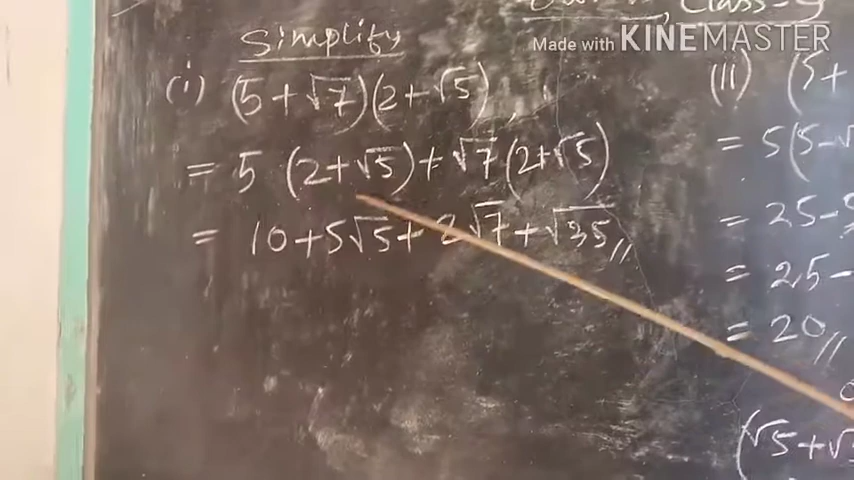 Class-9
Made with KINEMASTER
Simplify
(i) (5+√7)(2+√5)
= 5 (2+√5)+√7(2+√5)
= 10+5√5+2√7+√35//
(ii) (5+
= 5(5-√
= 25-5
= 25-
= 20//
(√5+√